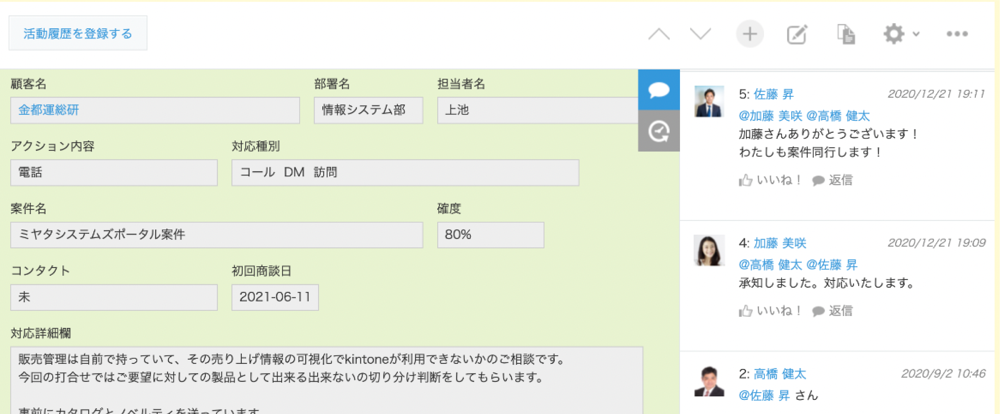 活動履歴を登録する
顧客名
部署名
担当者名
金都運総研
情報システム部
上池
アクション内容
対応種別
電話
コール DM 訪問
案件名
確度
ミヤタシステムズポータル案件
80%
コンタクト
初回商談日
未
2021-06-11
対応詳細欄
販売管理は自前で持っていて、その売り上げ情報の可視化でkintoneが利用できないかのご相談です。
今回の打合せではご要望に対しての製品として出来る出来ないの切り分け判断をしてもらいます。
事前にカタログとノベルティを送っています
5: 佐藤 昇
2020/12/21 19:11
@加藤 美咲 @高橋 健太
加藤さんありがとうございます！
わたしも案件同行します！
いいね！ 返信
4: 加藤 美咲
2020/12/21 19:09
@高橋 健太 @佐藤 昇
承知しました。対応いたします。
いいね！ 返信
2: 高橋 健太
2020/9/2 10:46
@佐藤 昇 さん